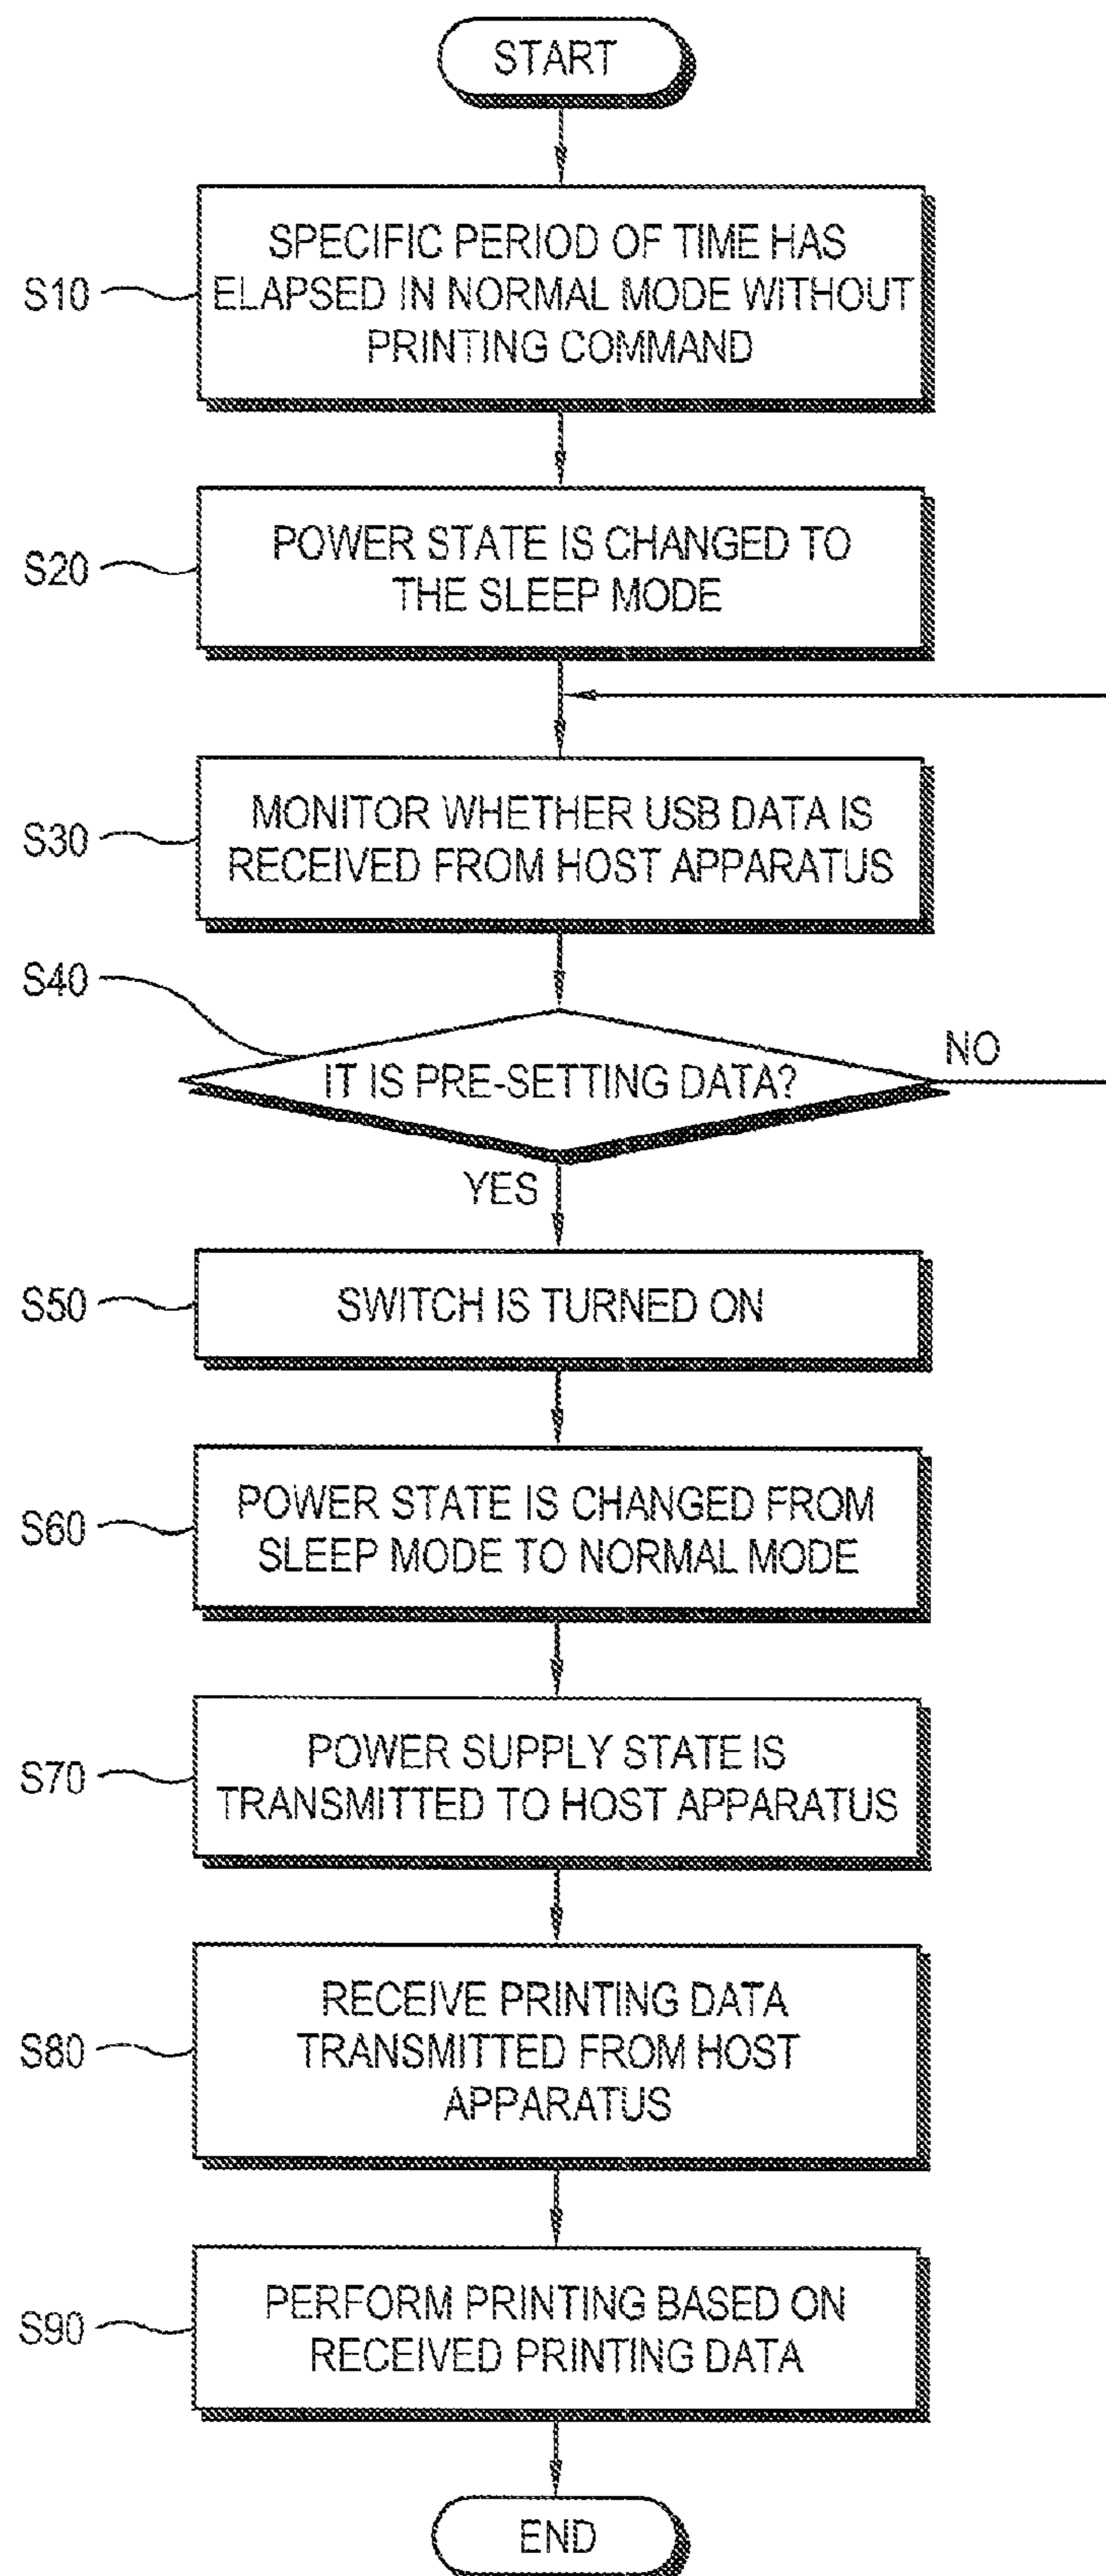 START
S10
SPECIFIC PERIOD OF TIME HAS
ELAPSED IN NORMAL MODE WITHOUT
PRINTING COMMAND
S20
POWER STATE IS CHANGED TO
THE SLEEP MODE
S30
MONITOR WHETHER USB DATA IS
RECEIVED FROM HOST APPARATUS
S40
IT IS PRE-SETTING DATA?
NO
YES
S50
SWITCH IS TURNED ON
S60
POWER STATE IS CHANGED FROM
SLEEP MODE TO NORMAL MODE
S70
POWER SUPPLY STATE IS
TRANSMITTED TO HOST APPARATUS
S80
RECEIVE PRINTING DATA
TRANSMITTED FROM HOST
APPARATUS
S90
PERFORM PRINTING BASED ON
RECEIVED PRINTING DATA
END